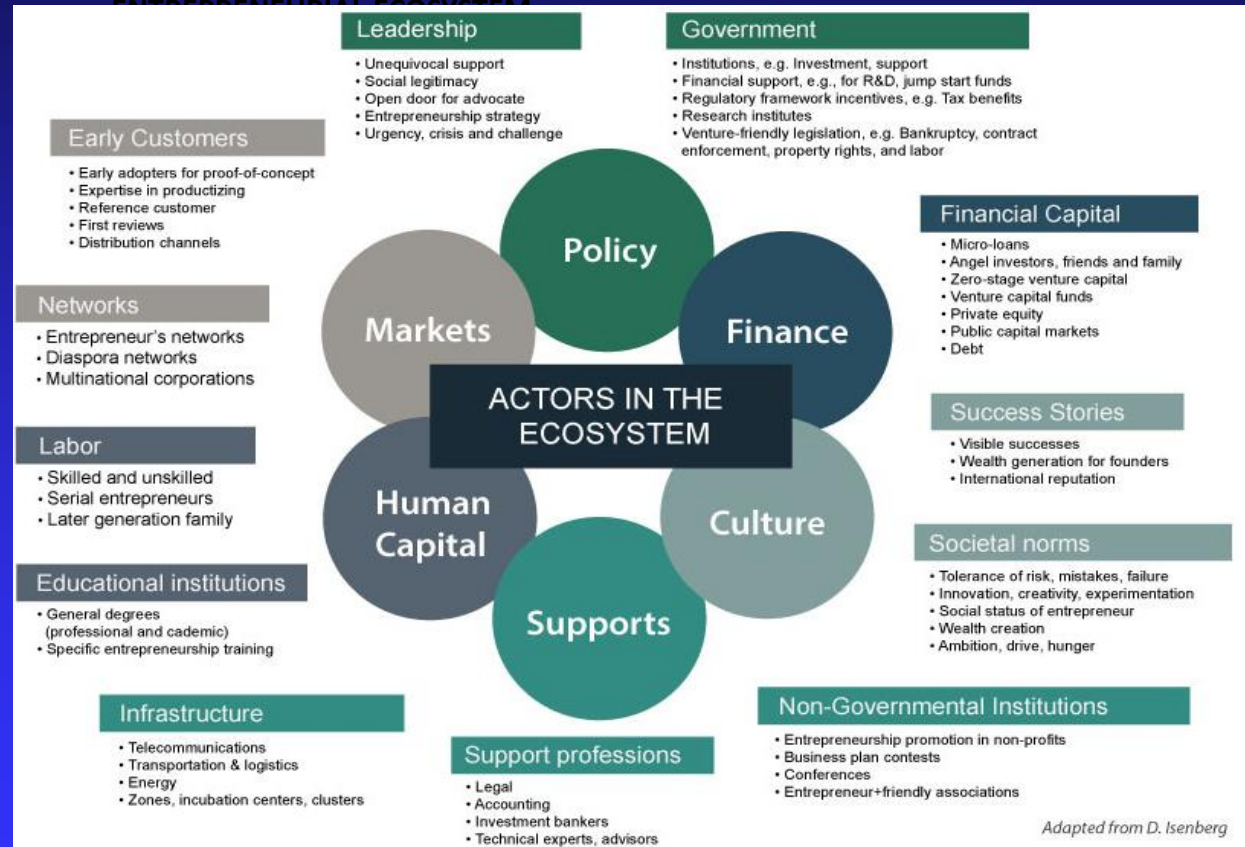 ENTREPRENEURIAL ECOSYSTEM
Leadership
• Unequivocal support
• Social legitimacy
• Open door for advocate
• Entrepreneurship strategy
• Urgency, crisis and challenge
Government
• Institutions, e.g. Investment, support
• Financial support, e.g., for R&D, jump start funds
• Regulatory framework incentives, e.g. Tax benefits
• Research institutes
• Venture-friendly legislation, e.g. Bankruptcy, contract
enforcement, property rights, and labor
Early Customers
• Early adopters for proof-of-concept
• Expertise in productizing
• Reference customer
• First reviews
• Distribution channels
Financial Capital
• Micro-loans
• Angel investors, friends and family
• Zero-stage venture capital
• Venture capital funds
• Private equity
• Public capital markets
• Debt
Networks
• Entrepreneur's networks
• Diaspora networks
• Multinational corporations
Policy
Markets
Finance
ACTORS IN THE
ECOSYSTEM
Human
Capital
Culture
Supports
Success Stories
• Visible successes
• Wealth generation for founders
• International reputation
Labor
• Skilled and unskilled
• Serial entrepreneurs
• Later generation family
Societal norms
• Tolerance of risk, mistakes, failure
• Innovation, creativity, experimentation
• Social status of entrepreneur
• Wealth creation
• Ambition, drive, hunger
Educational institutions
• General degrees
(professional and cademic)
• Specific entrepreneurship training
Infrastructure
• Telecommunications
• Transportation & logistics
• Energy
• Zones, incubation centers, clusters
Support professions
• Legal
• Accounting
• Investment bankers
• Technical experts, advisors
Non-Governmental Institutions
• Entrepreneurship promotion in non-profits
• Business plan contests
• Conferences
• Entrepreneur+friendly associations
Adapted from D. Isenberg